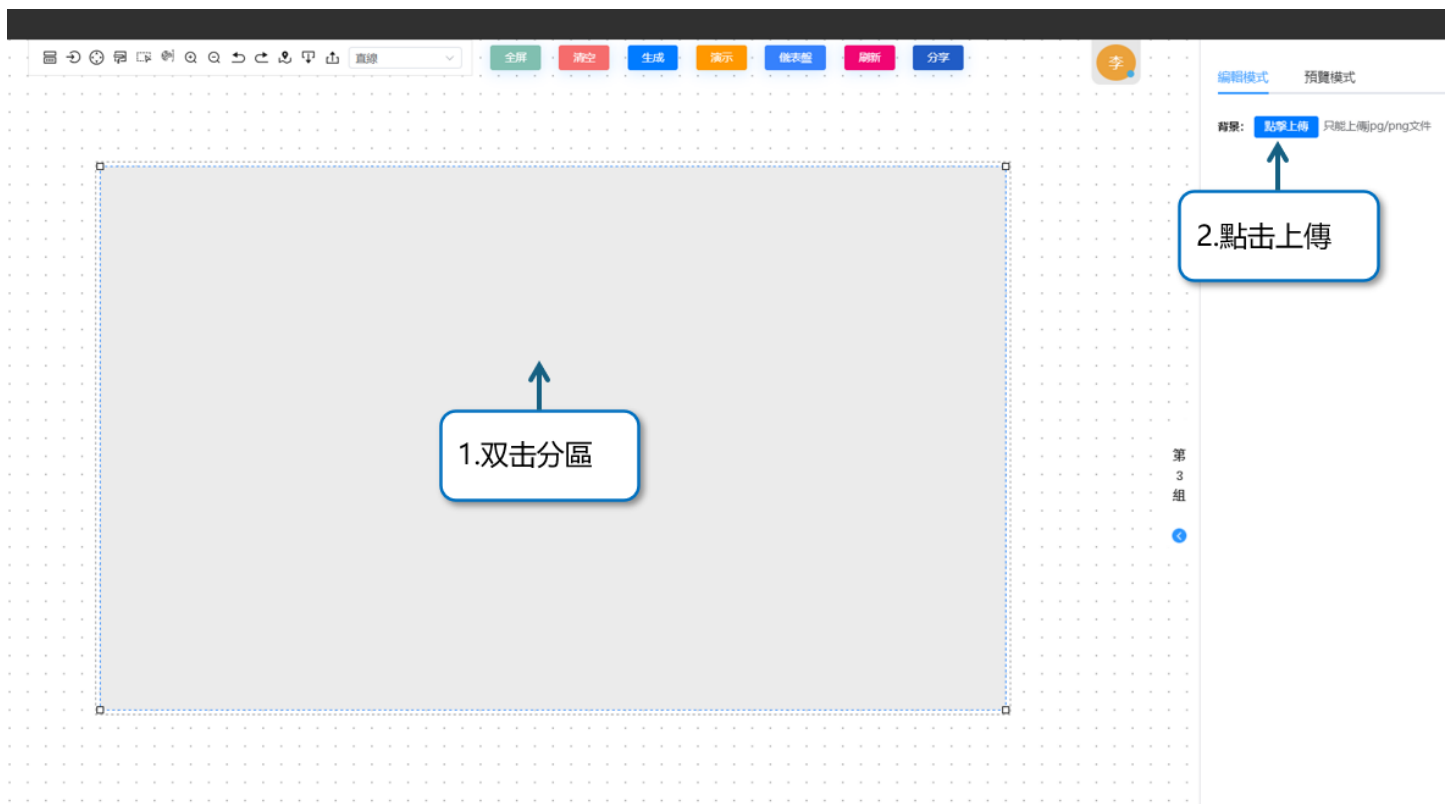 直線
全屏
清空
生成
演示
儀表盤
刷新
分享
李
編輯模式 預覽模式
背景: 點擊上傳 只能上傳jpg/png文件
2.點击上傳
1.双击分區
第
3
組